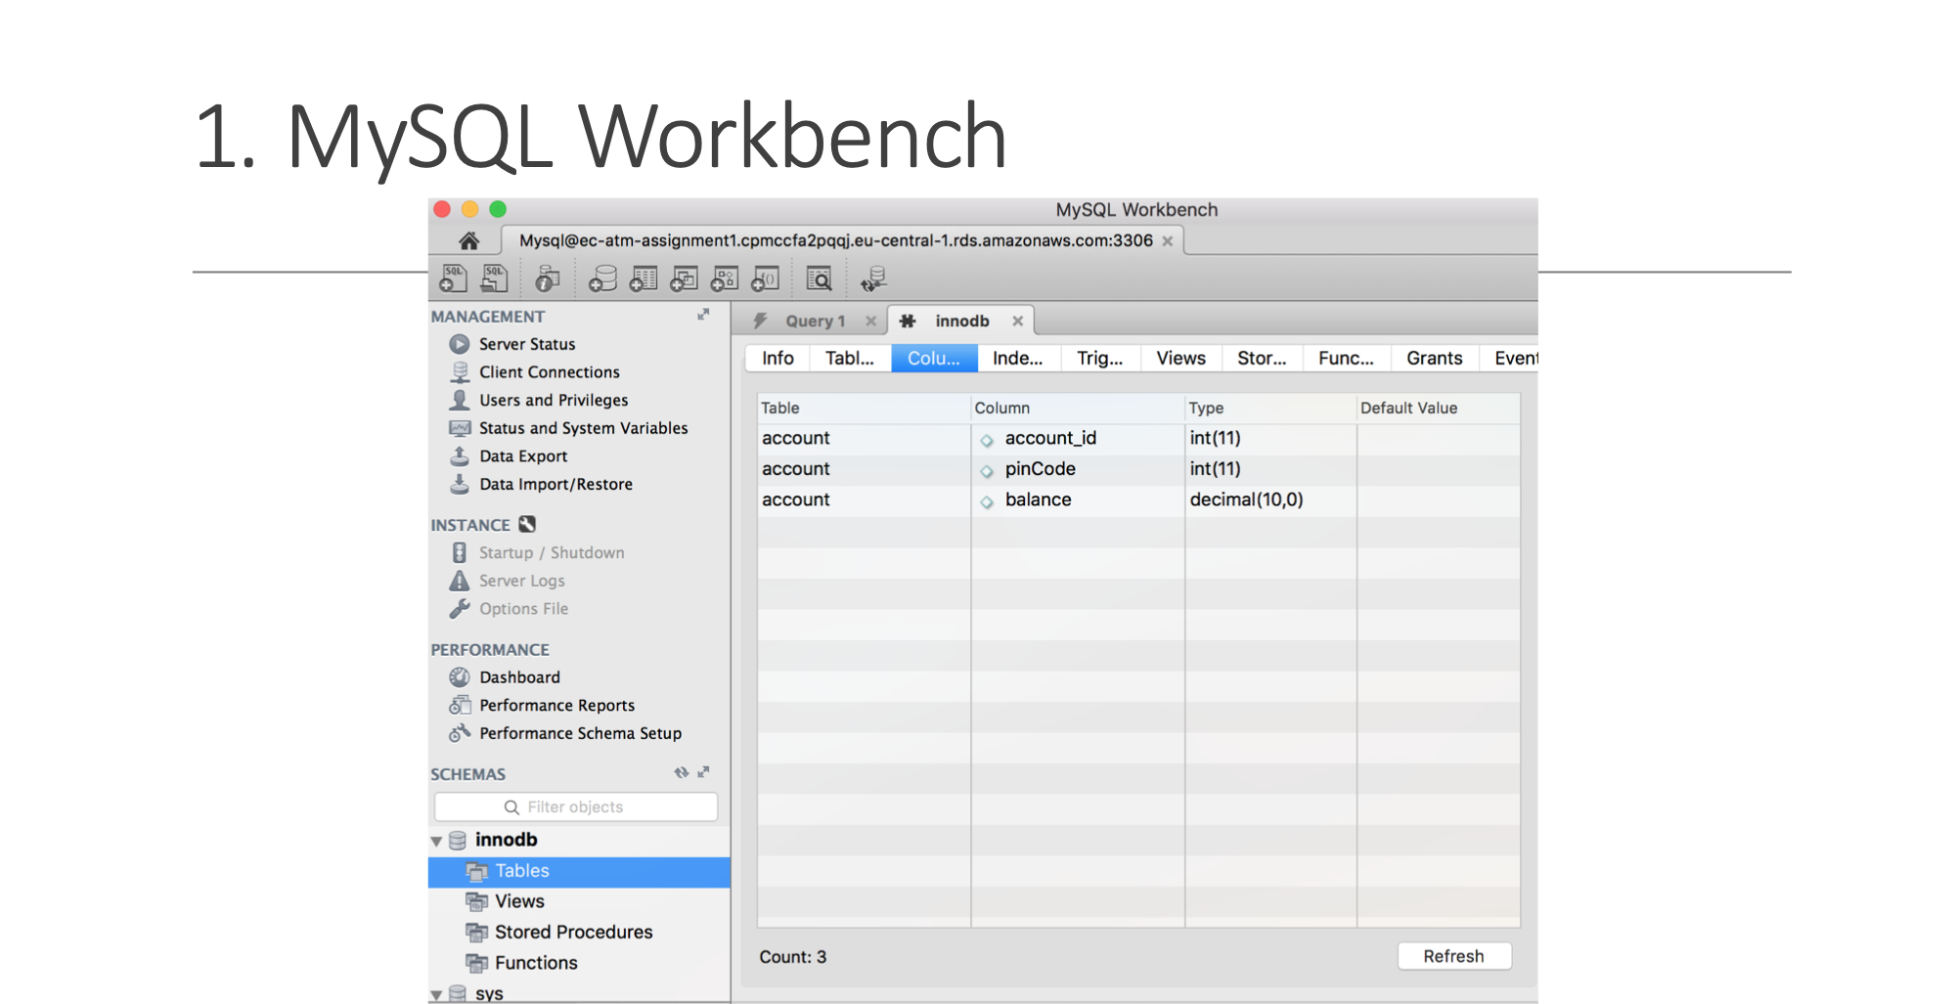 1. MySQL Workbench
MySQL Workbench
Mysql@ec-atm-assignment1.cpmccfa2pqqj.eu-central-1.rds.amazonaws.com:3306
SQL SQL
MANAGEMENT
Server Status
Client Connections
Users and Privileges
Status and System Variables
Data Export
Data Import/Restore
INSTANCE
Startup / Shutdown
Server Logs
Options File
PERFORMANCE
Dashboard
Performance Reports
Performance Schema Setup
SCHEMAS
Filter objects
innodb
Tables
Views
Stored Procedures
Functions
sys
Query 1 innodb
Info Tabl... Colu... Inde... Trig... Views Stor... Func... Grants Event
Table Column Type Default Value
account account_id int(11)
account pinCode int(11)
account balance decimal(10,0)
Count: 3 Refresh